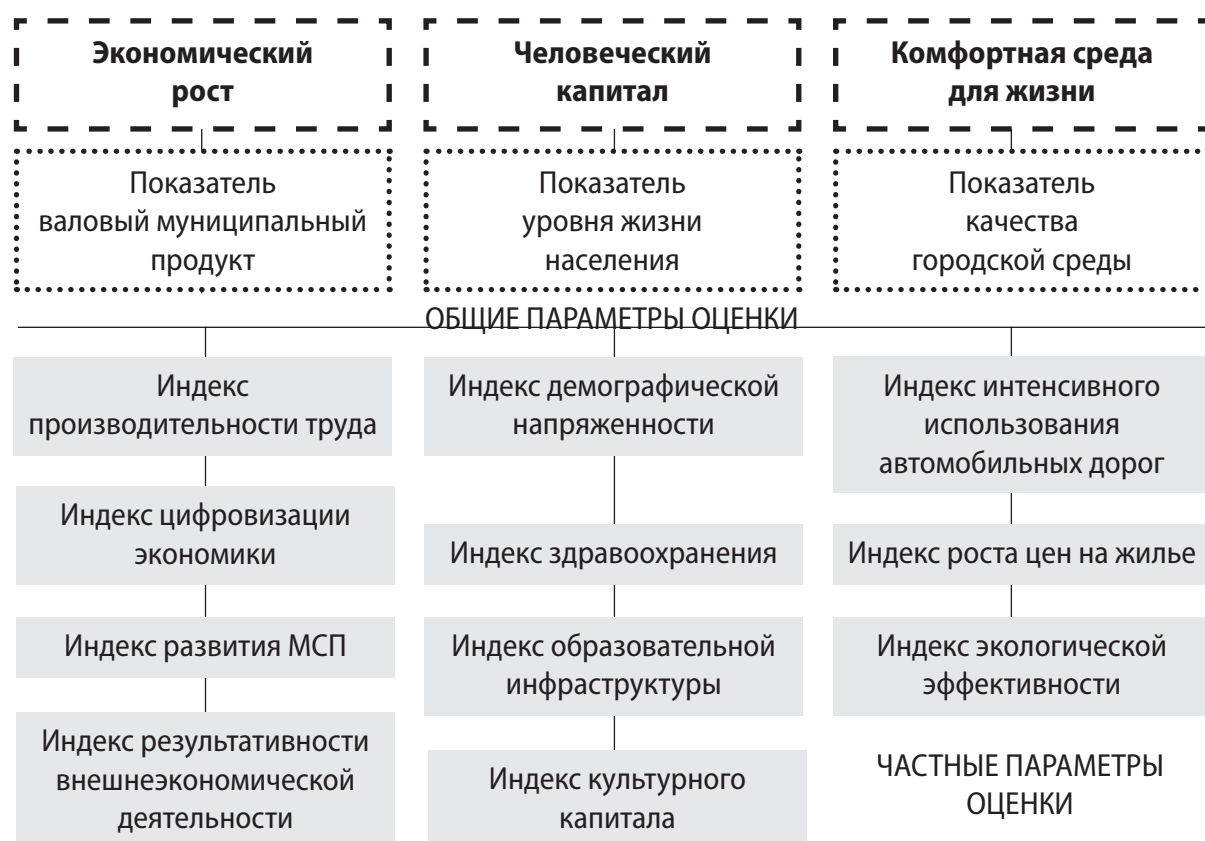 Экономический
рост
Человеческий
капитал
Комфортная среда
для жизни
Показатель
валовый муниципальный
продукт
Показатель
уровня жизни
населения
Показатель
качества
городской среды
ОБЩИЕ ПАРАМЕТРЫ ОЦЕНКИ
Индекс
производительности труда
Индекс цифровизации
экономики
Индекс развития МСП
Индекс результативности
внешнеэкономической
деятельности
Индекс демографической
напряженности
Индекс здравоохранения
Индекс образовательной
инфраструктуры
Индекс культурного
капитала
Индекс интенсивного
использования
автомобильных дорог
Индекс роста цен на жилье
Индекс экологической
эффективности
ЧАСТНЫЕ ПАРАМЕТРЫ
ОЦЕНКИ